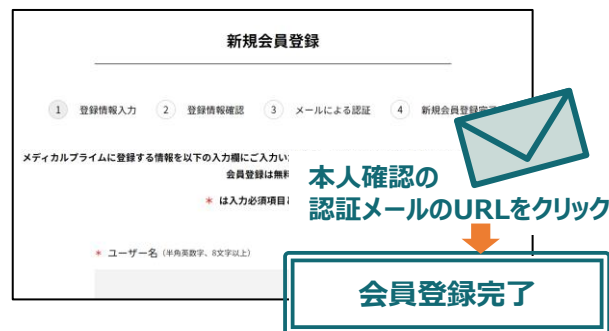 新規会員登録
1 登録情報入力 2 登録情報確認 3 メールによる認証 4 新規会員登録完了
メディカルプライムに登録する情報を以下の入力欄にご入力い
会員登録は無料
* は入力必須項目
本人確認の
認証メールのURLをクリック
* ユーザー名 (半角英数字、8文字以上)
会員登録完了